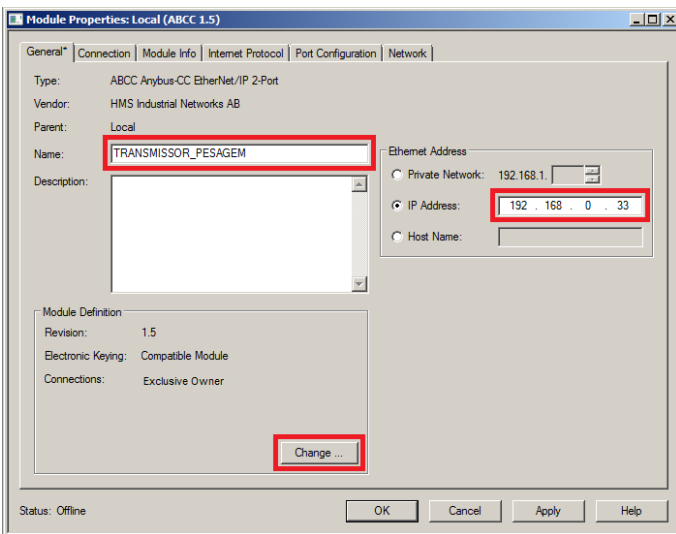 Module Properties: Local (ABCC 1.5)
General* Connection Module Info Internet Protocol Port Configuration Network
Type: ABCC Anybus-CC EtherNet/IP 2-Port
Vendor: HMS Industrial Networks AB
Parent: Local
Name: TRANSMISSOR_PESAGEM
Description:
Ethernet Address
Private Network: 192.168.1.
IP Address: 192 . 168 . 0 . 33
Host Name:
Module Definition
Revision: 1.5
Electronic Keying: Compatible Module
Connections: Exclusive Owner
Change ...
Status: Offline
OK Cancel Apply Help